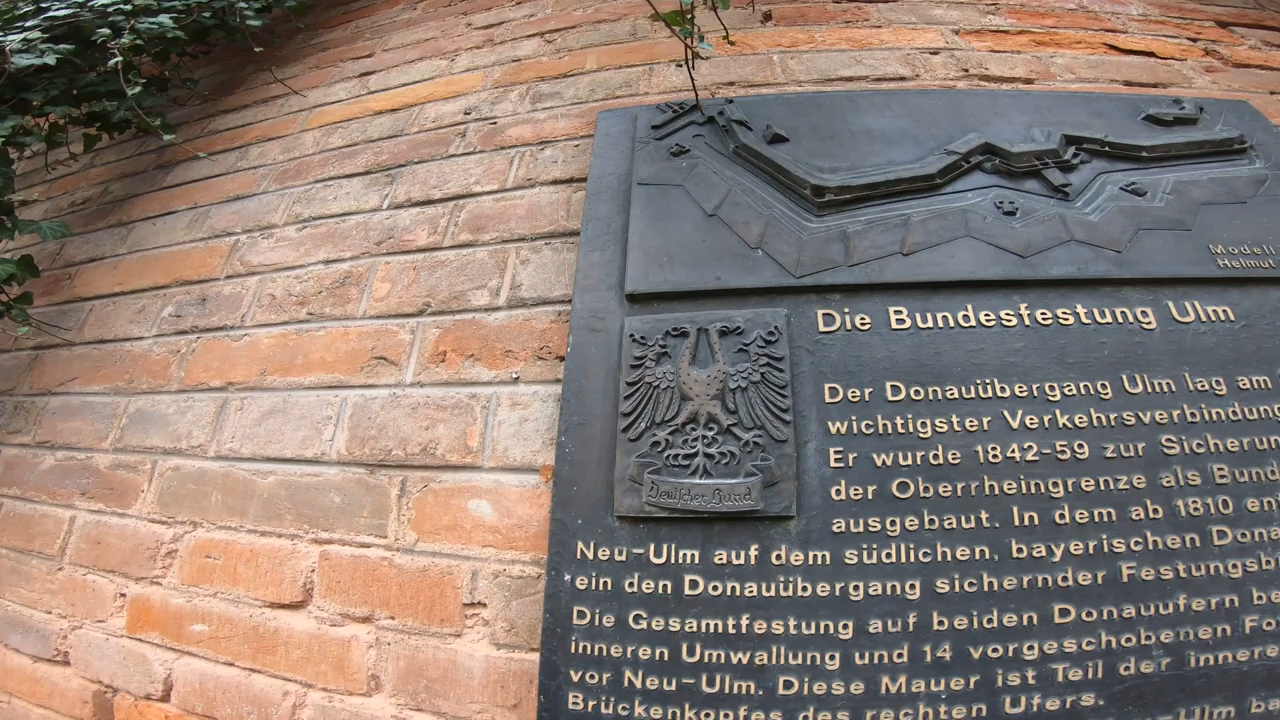 Modell
Helmut
Die Bundesfestung Ulm
Deutscher Bund
Der Donauübergang Ulm lag am
wichtigster Verkehrsverbindung
Er wurde 1842-59 zur Sicherun
der Oberrheingrenze als Bund
ausgebaut. In dem ab 1810 en
Neu-Ulm auf dem südlichen, bayerischen Dona
ein den Donauübergang sichernder Festungsb
Die Gesamtfestung auf beiden Donauufern be
inneren Umwallung und 14 vorgeschobenen Fo
vor Neu-Ulm. Diese Mauer ist Teil der innere
Brückenkopfes des rechten Ufers.
-Ulm ba